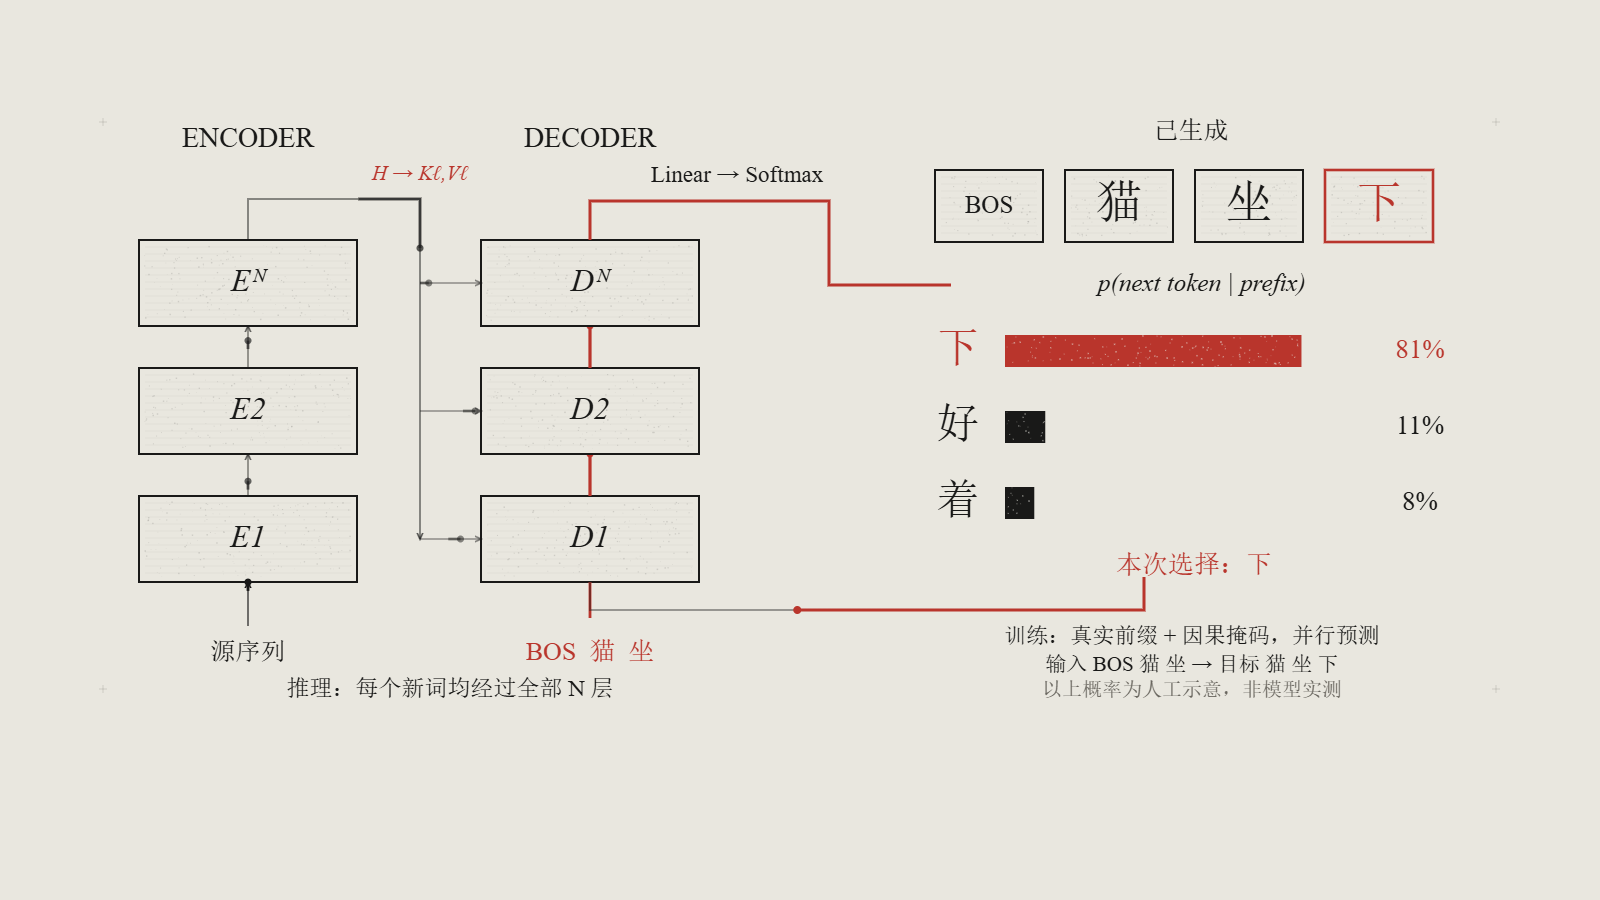 ENCODER
DECODER
已生成
H → Kℓ,Vℓ
Linear → Softmax
BOS 猫 坐 下
E^N
D^N
p(next token | prefix)
下 81%
E2
D2
好 11%
着 8%
E1
D1
本次选择：下
源序列
BOS 猫 坐
推理：每个新词均经过全部 N 层
训练：真实前缀 + 因果掩码，并行预测
输入 BOS 猫 坐 → 目标 猫 坐 下
以上概率为人工示意，非模型实测